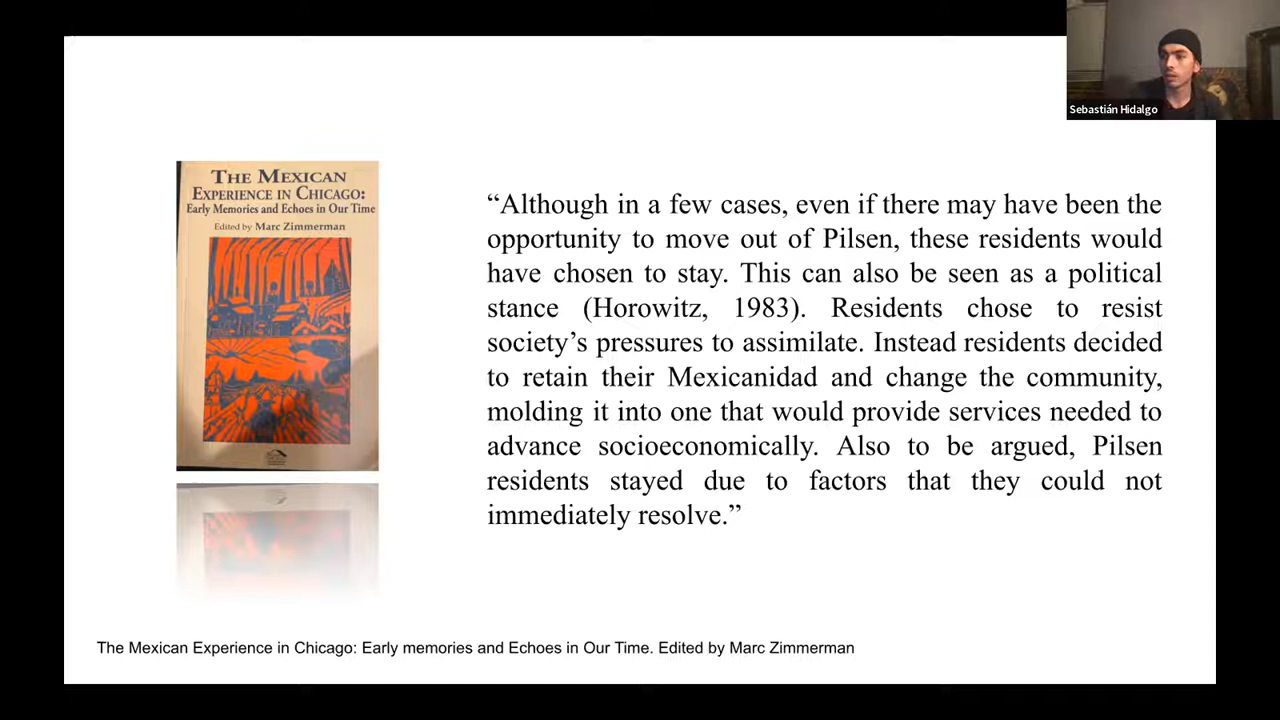 Sebastián Hidalgo
THE MEXICAN
EXPERIENCE IN CHICAGO:
Early Memories and Echoes in Our Time
Edited by Marc Zimmerman
“Although in a few cases, even if there may have been the
opportunity to move out of Pilsen, these residents would
have chosen to stay. This can also be seen as a political
stance (Horowitz, 1983). Residents chose to resist
society’s pressures to assimilate. Instead residents decided
to retain their Mexicanidad and change the community,
molding it into one that would provide services needed to
advance socioeconomically. Also to be argued, Pilsen
residents stayed due to factors that they could not
immediately resolve.”
The Mexican Experience in Chicago: Early memories and Echoes in Our Time. Edited by Marc Zimmerman